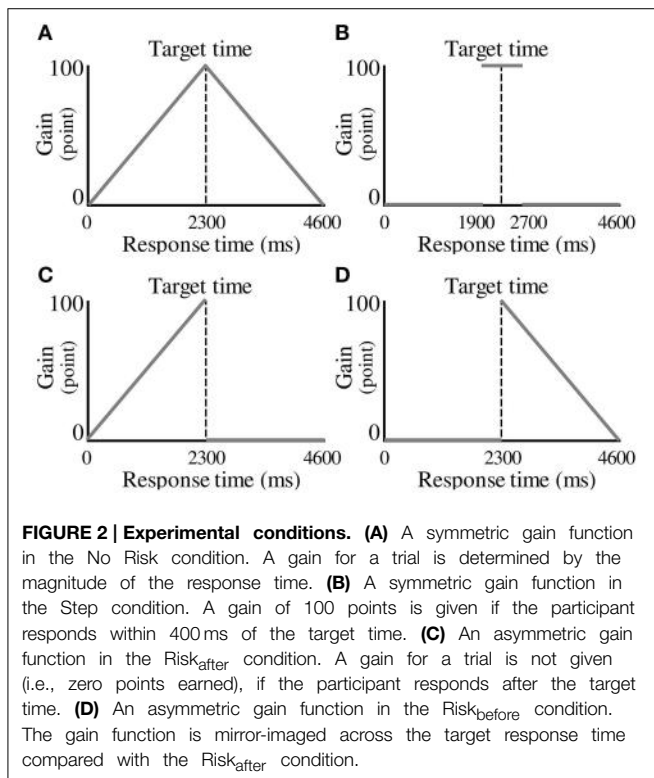 A
Target time
100
Gain
(point)
0
0
2300
4600
Response time (ms)
B
Target time
100
Gain
(point)
0
0
1900
2700
4600
Response time (ms)
C
Target time
100
Gain
(point)
0
0
2300
4600
Response time (ms)
D
Target time
100
Gain
(point)
0
0
2300
4600
Response time (ms)
FIGURE 2 | Experimental conditions. (A) A symmetric gain function
in the No Risk condition. A gain for a trial is determined by the
magnitude of the response time. (B) A symmetric gain function in
the Step condition. A gain of 100 points is given if the participant
responds within 400 ms of the target time. (C) An asymmetric gain
function in the Riskafter condition. A gain for a trial is not given
(i.e., zero points earned), if the participant responds after the target
time. (D) An asymmetric gain function in the Riskbefore condition.
The gain function is mirror-imaged across the target response time
compared with the Riskafter condition.